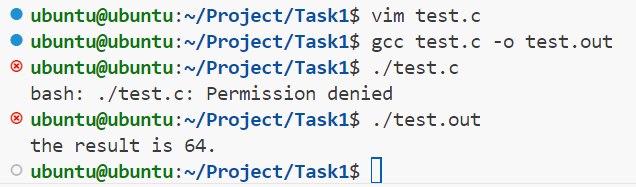 ubuntu@ubuntu:~/Project/Task1$ vim test.c
ubuntu@ubuntu:~/Project/Task1$ gcc test.c -o test.out
ubuntu@ubuntu:~/Project/Task1$ ./test.c
bash: ./test.c: Permission denied
ubuntu@ubuntu:~/Project/Task1$ ./test.out
the result is 64.
ubuntu@ubuntu:~/Project/Task1$